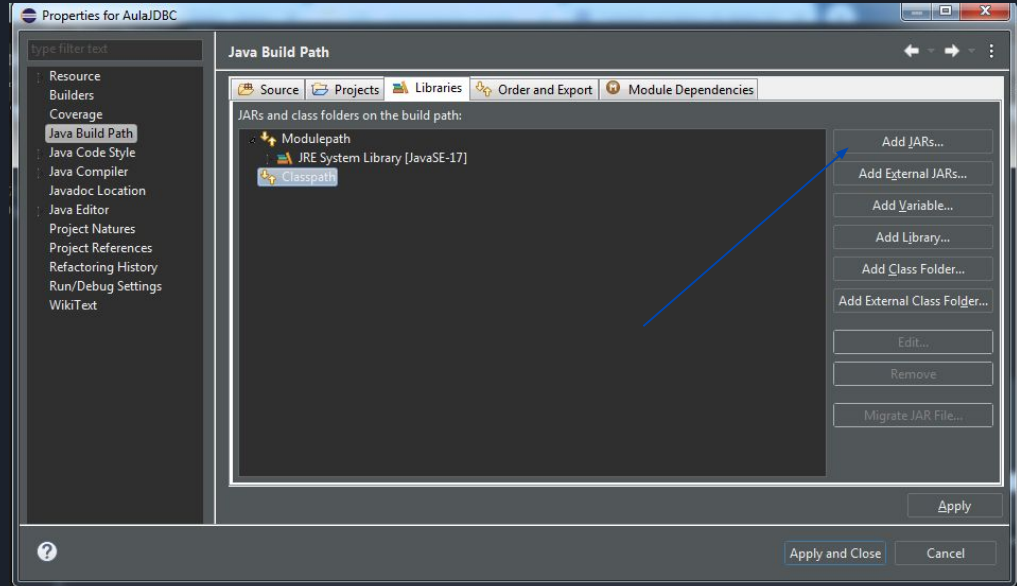 Properties for AulaJDBC
type filter text
Java Build Path
Resource
Builders
Coverage
Java Build Path
Java Code Style
Java Compiler
Javadoc Location
Java Editor
Project Natures
Project References
Refactoring History
Run/Debug Settings
WikiText
Source
Projects
Libraries
Order and Export
Module Dependencies
JARs and class folders on the build path:
Modulepath
JRE System Library [JavaSE-17]
Classpath
Add JARs...
Add External JARs...
Add Variable...
Add Library...
Add Class Folder...
Add External Class Folder...
Edit...
Remove
Migrate JAR File...
Apply
Apply and Close
Cancel